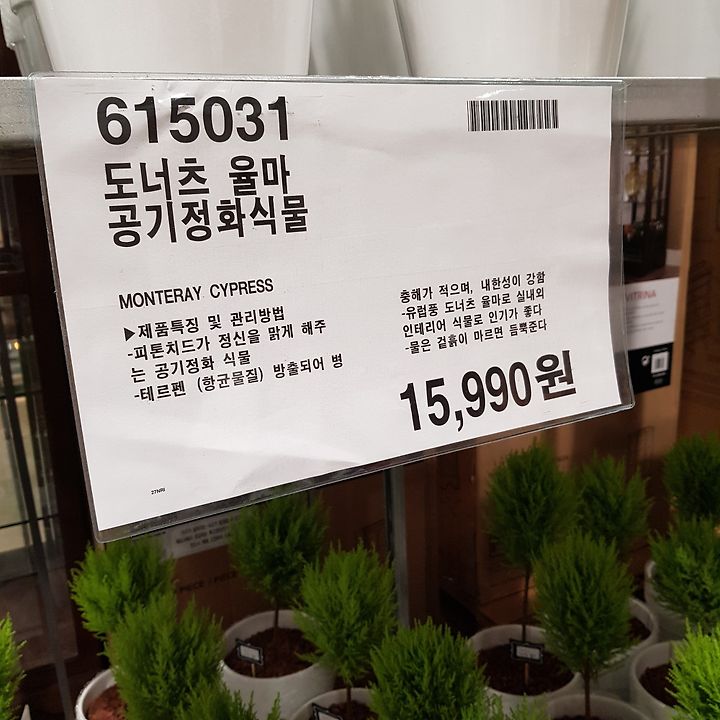 615031
도너츠 율마
공기정화식물
MONTERAY CYPRESS
▶제품특징 및 관리방법
-피톤치드가 정신을 맑게 해주
는 공기정화 식물
-테르펜 (항균물질) 방출되어 병
충해가 적으며, 내한성이 강함
-유럽풍 도너츠 율마로 실내외
인테리어 식물로 인기가 좋다
-물은 겉흙이 마르면 듬뿍준다
15,990원
VITRINA